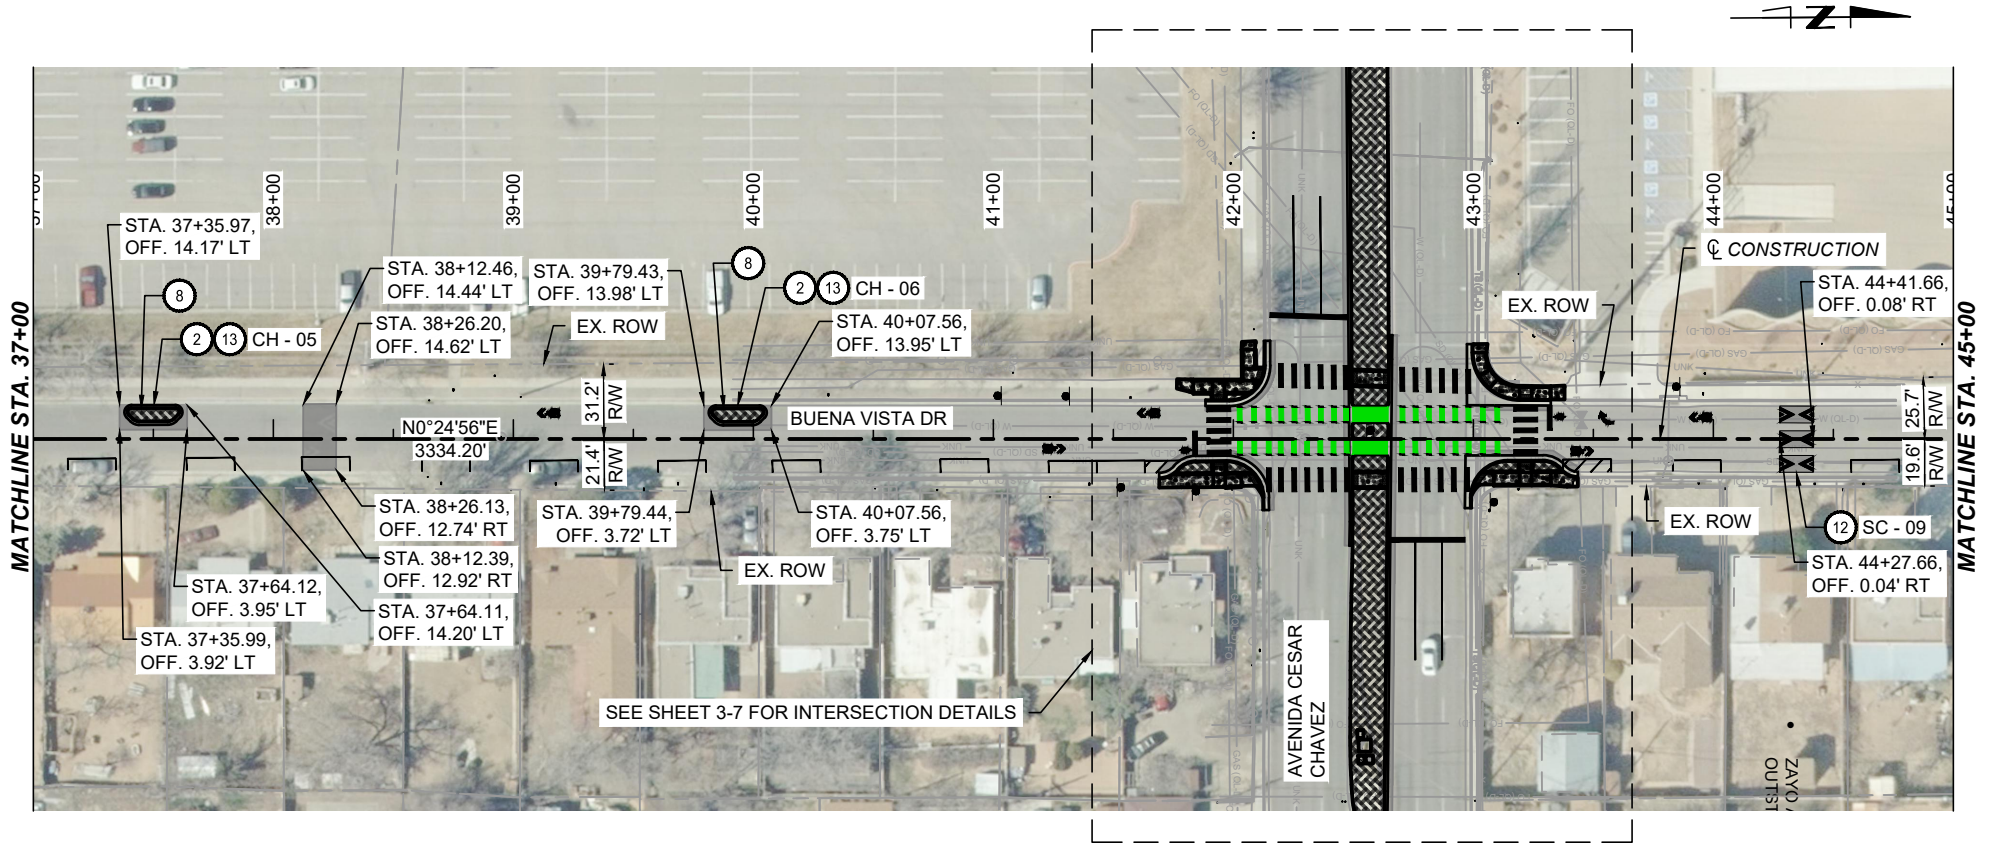 N
37+00
38+00
39+00
40+00
41+00
42+00
43+00
44+00
45+00
MATCHLINE STA. 37+00
STA. 37+35.97,
OFF. 14.17' LT
8
2 13 CH - 05
STA. 38+12.46,
OFF. 14.44' LT
STA. 38+26.20,
OFF. 14.62' LT
STA. 39+79.43,
OFF. 13.98' LT
EX. ROW
8
2 13 CH - 06
STA. 40+07.56,
OFF. 13.95' LT
31.2'
R/W
21.4'
R/W
N0°24'56"E
3334.20'
BUENA VISTA DR
STA. 38+26.13,
OFF. 12.74' RT
STA. 38+12.39,
OFF. 12.92' RT
STA. 37+64.12,
OFF. 3.95' LT
STA. 37+64.11,
OFF. 14.20' LT
STA. 37+35.99,
OFF. 3.92' LT
STA. 39+79.44,
OFF. 3.72' LT
STA. 40+07.56,
OFF. 3.75' LT
EX. ROW
SEE SHEET 3-7 FOR INTERSECTION DETAILS
AVENIDA CESAR
CHAVEZ
℄ CONSTRUCTION
EX. ROW
STA. 44+41.66,
OFF. 0.08' RT
25.7'
R/W
19.6'
R/W
EX. ROW
12 SC - 09
STA. 44+27.66,
OFF. 0.04' RT
ZAYO
OUTST
MATCHLINE STA. 45+00